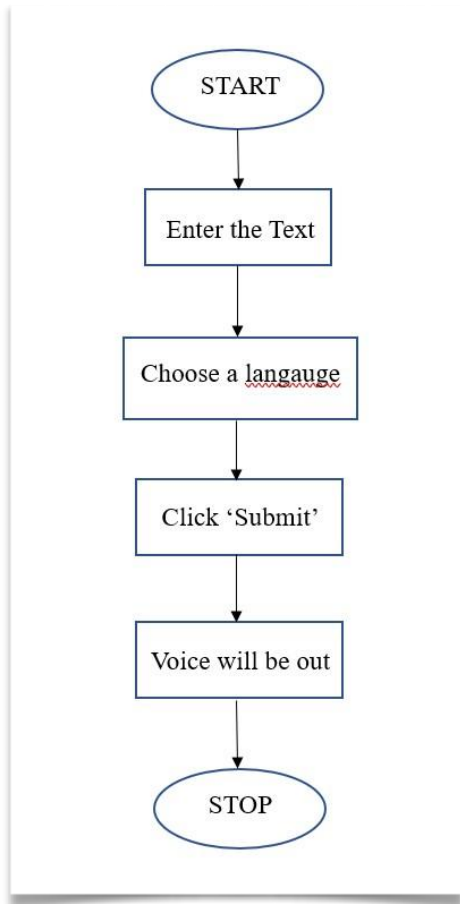 START
Enter the Text
Choose a langauge
Click ‘Submit’
Voice will be out
STOP